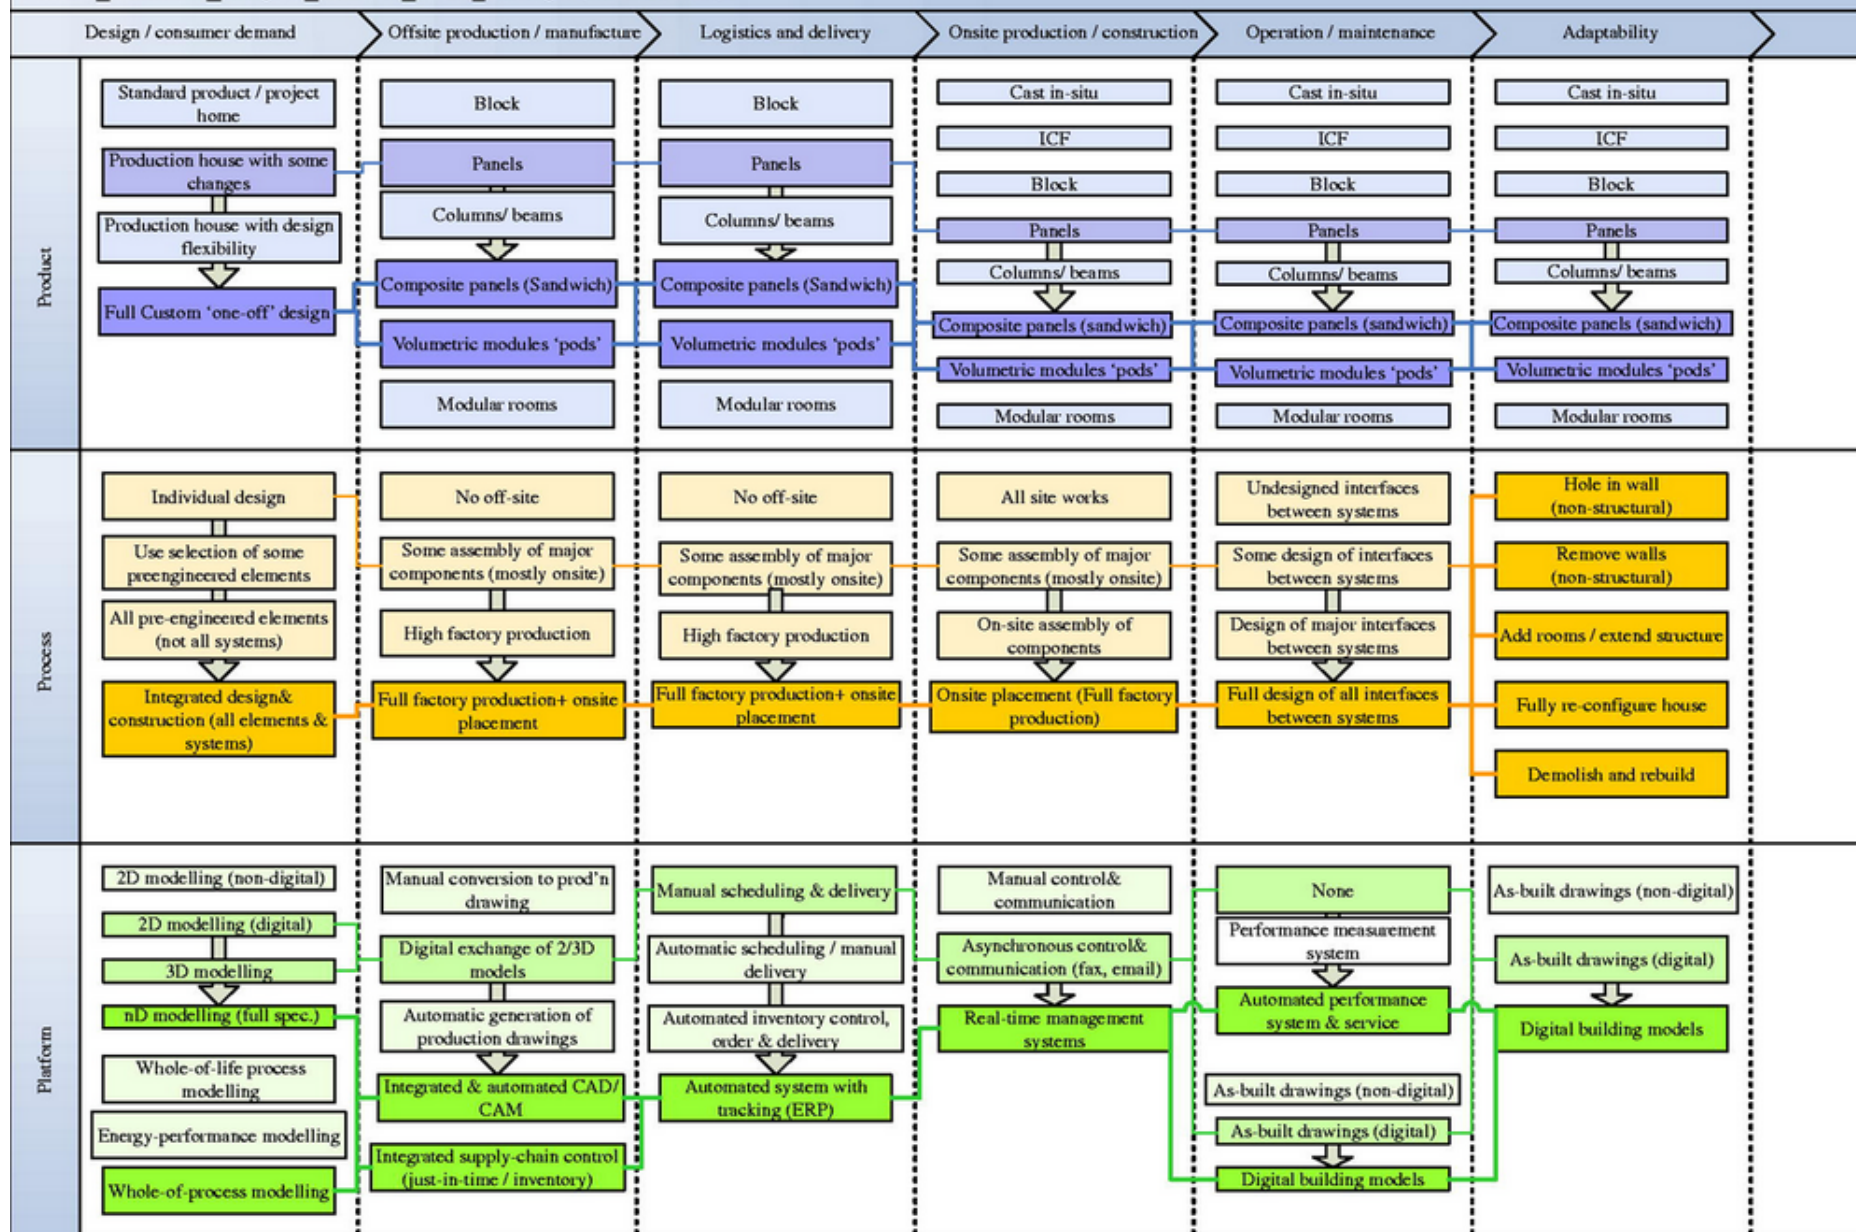 Design / consumer demand
Offsite production / manufacture
Logistics and delivery
Onsite production / construction
Operation / maintenance
Adaptability
Product
Standard product / project
home
Production house with some
changes
Production house with design
flexibility
Full Custom ‘one-off’ design
Block
Panels
Columns/ beams
Composite panels (Sandwich)
Volumetric modules ‘pods’
Modular rooms
Block
Panels
Columns/ beams
Composite panels (Sandwich)
Volumetric modules ‘pods’
Modular rooms
Cast in-situ
ICF
Block
Panels
Columns/ beams
Composite panels (sandwich)
Volumetric modules ‘pods’
Modular rooms
Cast in-situ
ICF
Block
Panels
Columns/ beams
Composite panels (sandwich)
Volumetric modules ‘pods’
Modular rooms
Cast in-situ
ICF
Block
Panels
Columns/ beams
Composite panels (sandwich)
Volumetric modules ‘pods’
Modular rooms
Process
Individual design
Use selection of some
preengineered elements
All pre-engineered elements
(not all systems)
Integrated design&
construction (all elements &
systems)
No off-site
Some assembly of major
components (mostly onsite)
High factory production
Full factory production+ onsite
placement
No off-site
Some assembly of major
components (mostly onsite)
High factory production
Full factory production+ onsite
placement
All site works
Some assembly of major
components (mostly onsite)
On-site assembly of
components
Onsite placement (Full factory
production)
Undesigned interfaces
between systems
Some design of interfaces
between systems
Design of major interfaces
between systems
Full design of all interfaces
between systems
Hole in wall
(non-structural)
Remove walls
(non-structural)
Add rooms / extend structure
Fully re-configure house
Demolish and rebuild
Platform
2D modelling (non-digital)
2D modelling (digital)
3D modelling
nD modelling (full spec.)
Whole-of-life process
modelling
Energy-performance modelling
Whole-of-process modelling
Manual conversion to prod’n
drawing
Digital exchange of 2/3D
models
Automatic generation of
production drawings
Integrated & automated CAD/
CAM
Integrated supply-chain control
(just-in-time / inventory)
Manual scheduling & delivery
Automatic scheduling / manual
delivery
Automated inventory control,
order & delivery
Automated system with
tracking (ERP)
Manual control&
communication
Asynchronous control&
communication (fax, email)
Real-time management
systems
None
Performance measurement
system
Automated performance
system & service
As-built drawings (non-digital)
As-built drawings (digital)
Digital building models
As-built drawings (non-digital)
As-built drawings (digital)
Digital building models